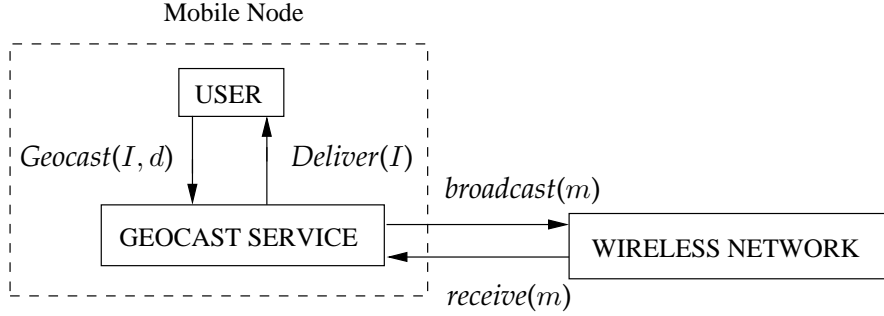 Mobile Node
USER
Geocast(I, d)
Deliver(I)
broadcast(m)
GEOCAST SERVICE
WIRELESS NETWORK
receive(m)